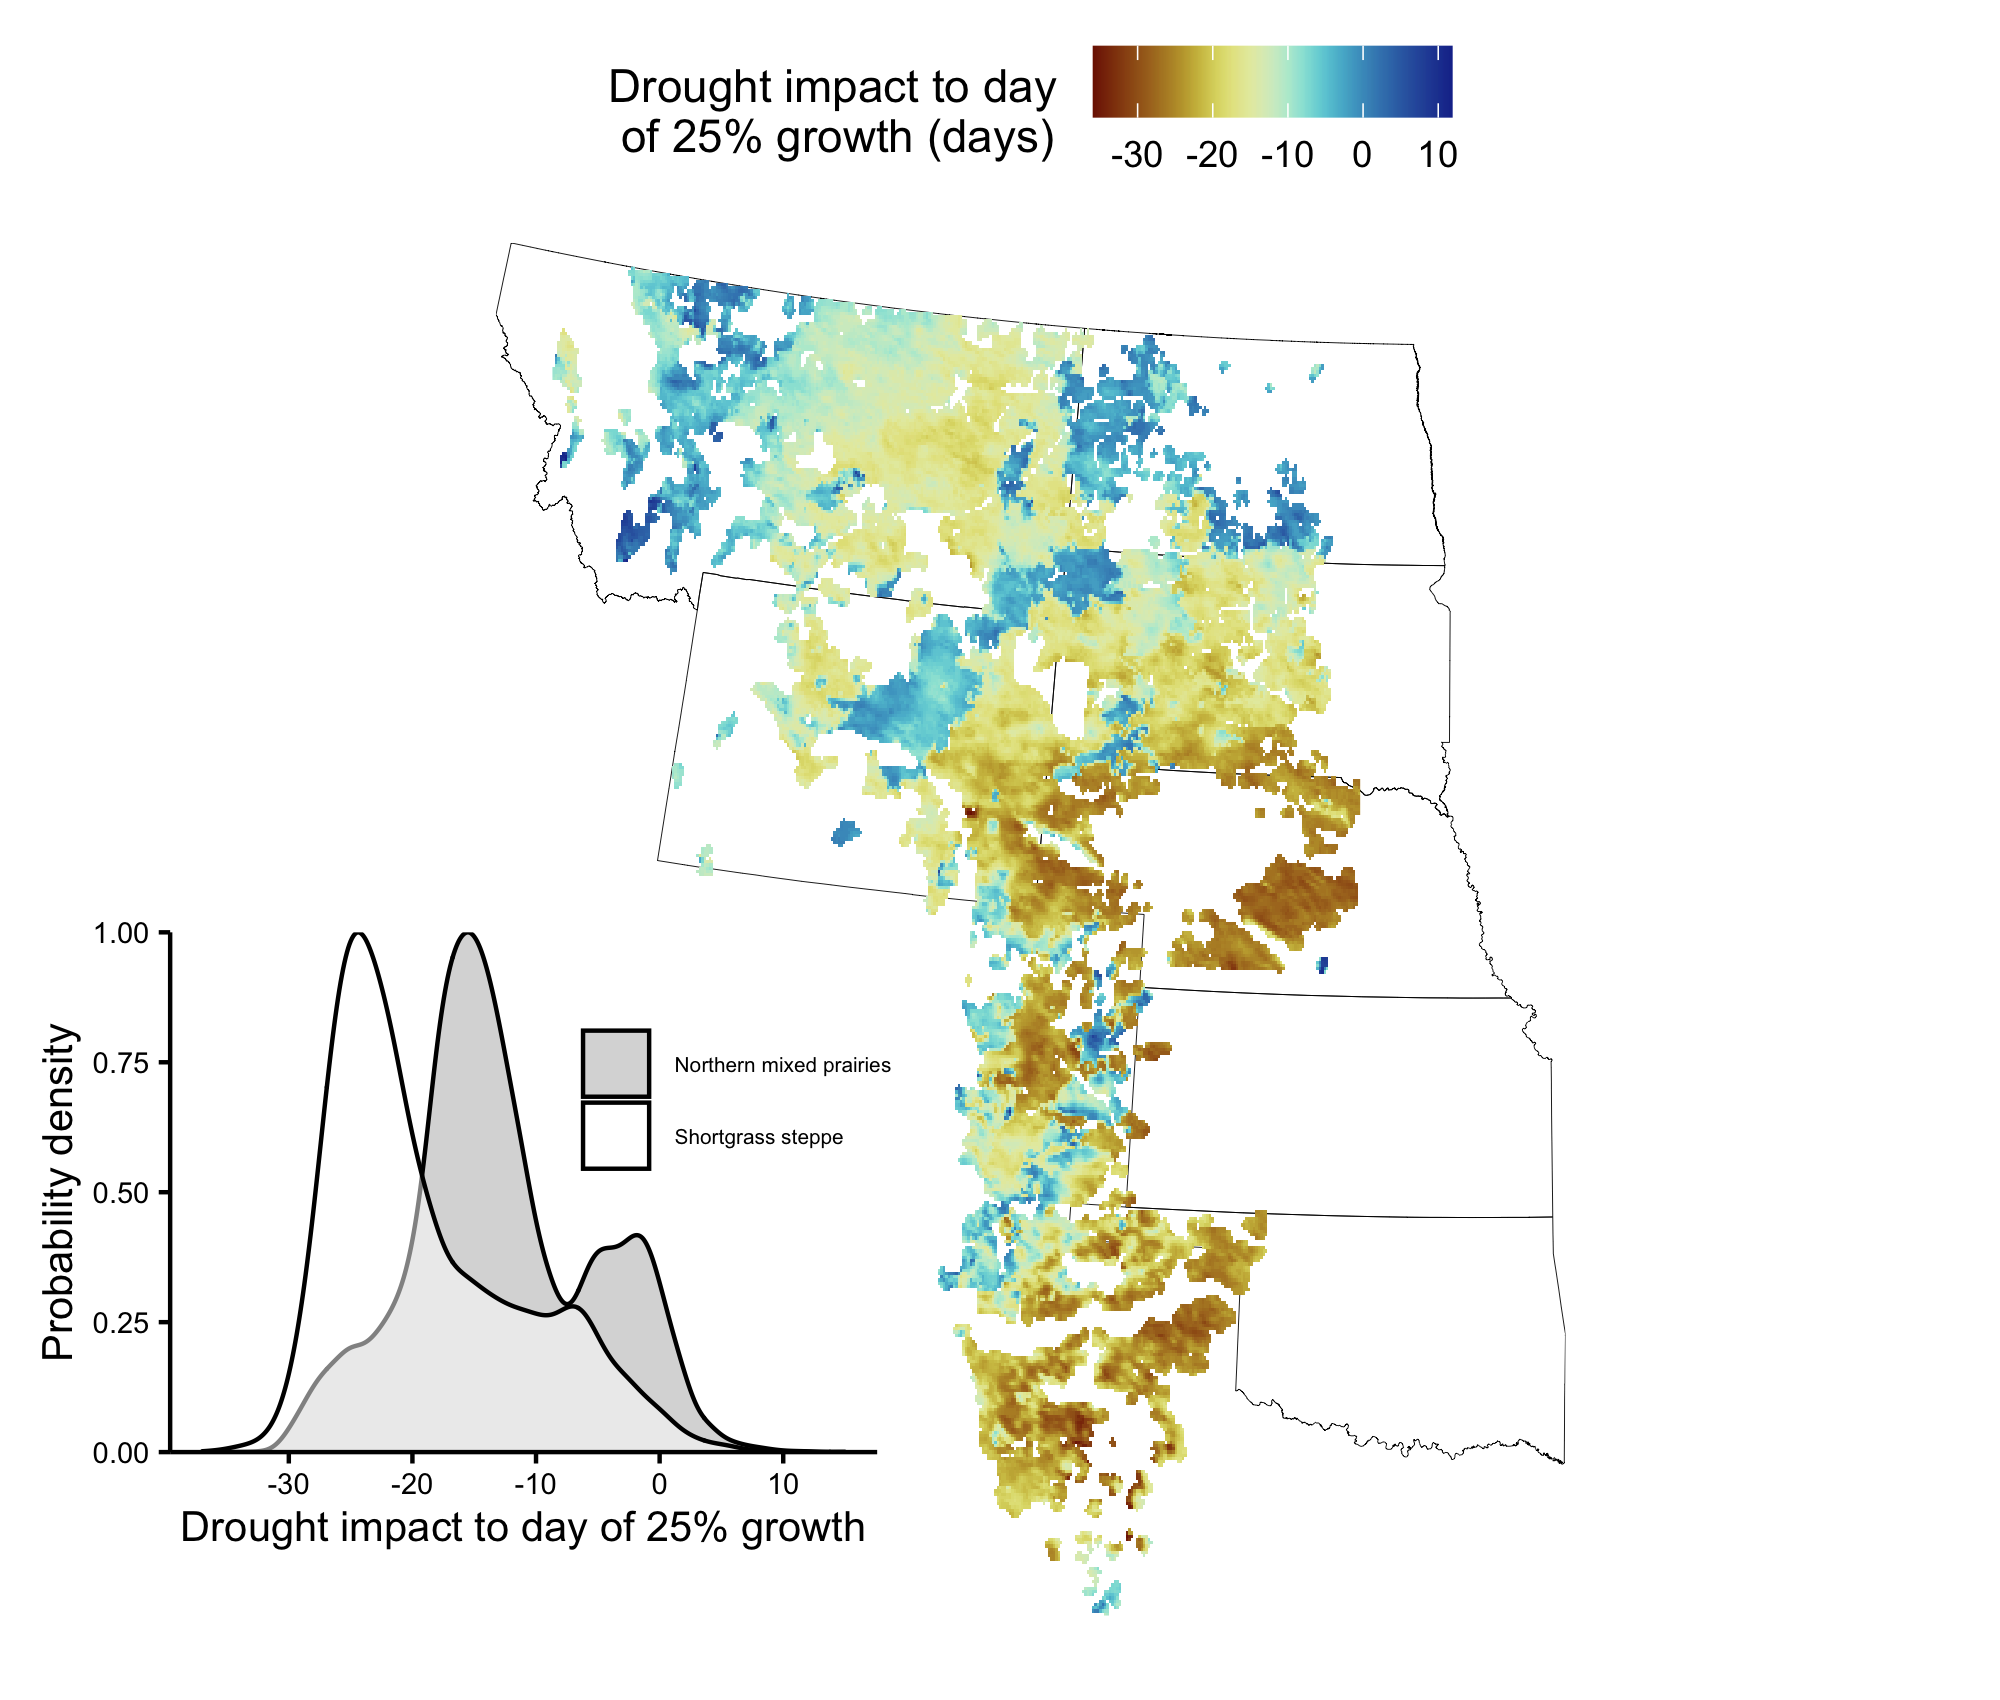 Drought impact to day
of 25% growth (days)
-30 -20 -10 0 10
1.00
0.75
0.50
0.25
0.00
Probability density
Northern mixed prairies
Shortgrass steppe
-30 -20 -10 0 10
Drought impact to day of 25% growth